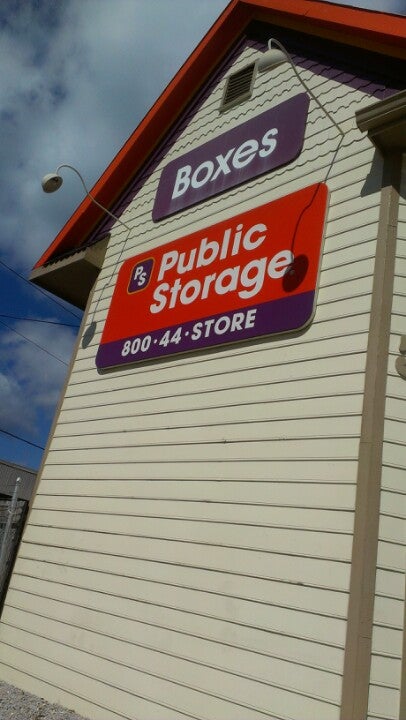 Boxes
PS Public
Storage
800·44·STORE